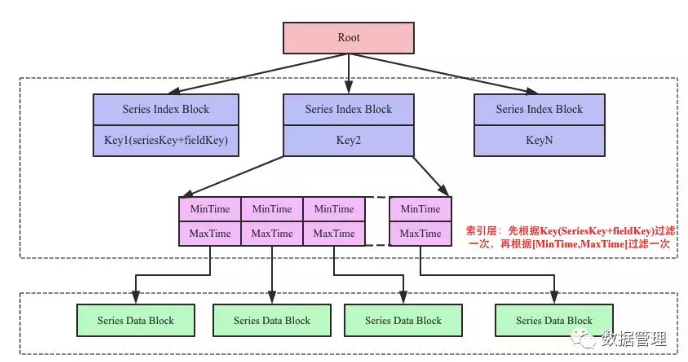 Root
Series Index Block
Key1(seriesKey+fieldKey)
Series Index Block
Key2
Series Index Block
KeyN
MinTime
MinTime
MinTime
MinTime
MaxTime
MaxTime
MaxTime
MaxTime
索引层：先根据Key(SeriesKey+fieldKey)过滤
一次，再根据[MinTime,MaxTime]过滤一次
Series Data Block
Series Data Block
Series Data Block
Series Data Block
数据管理